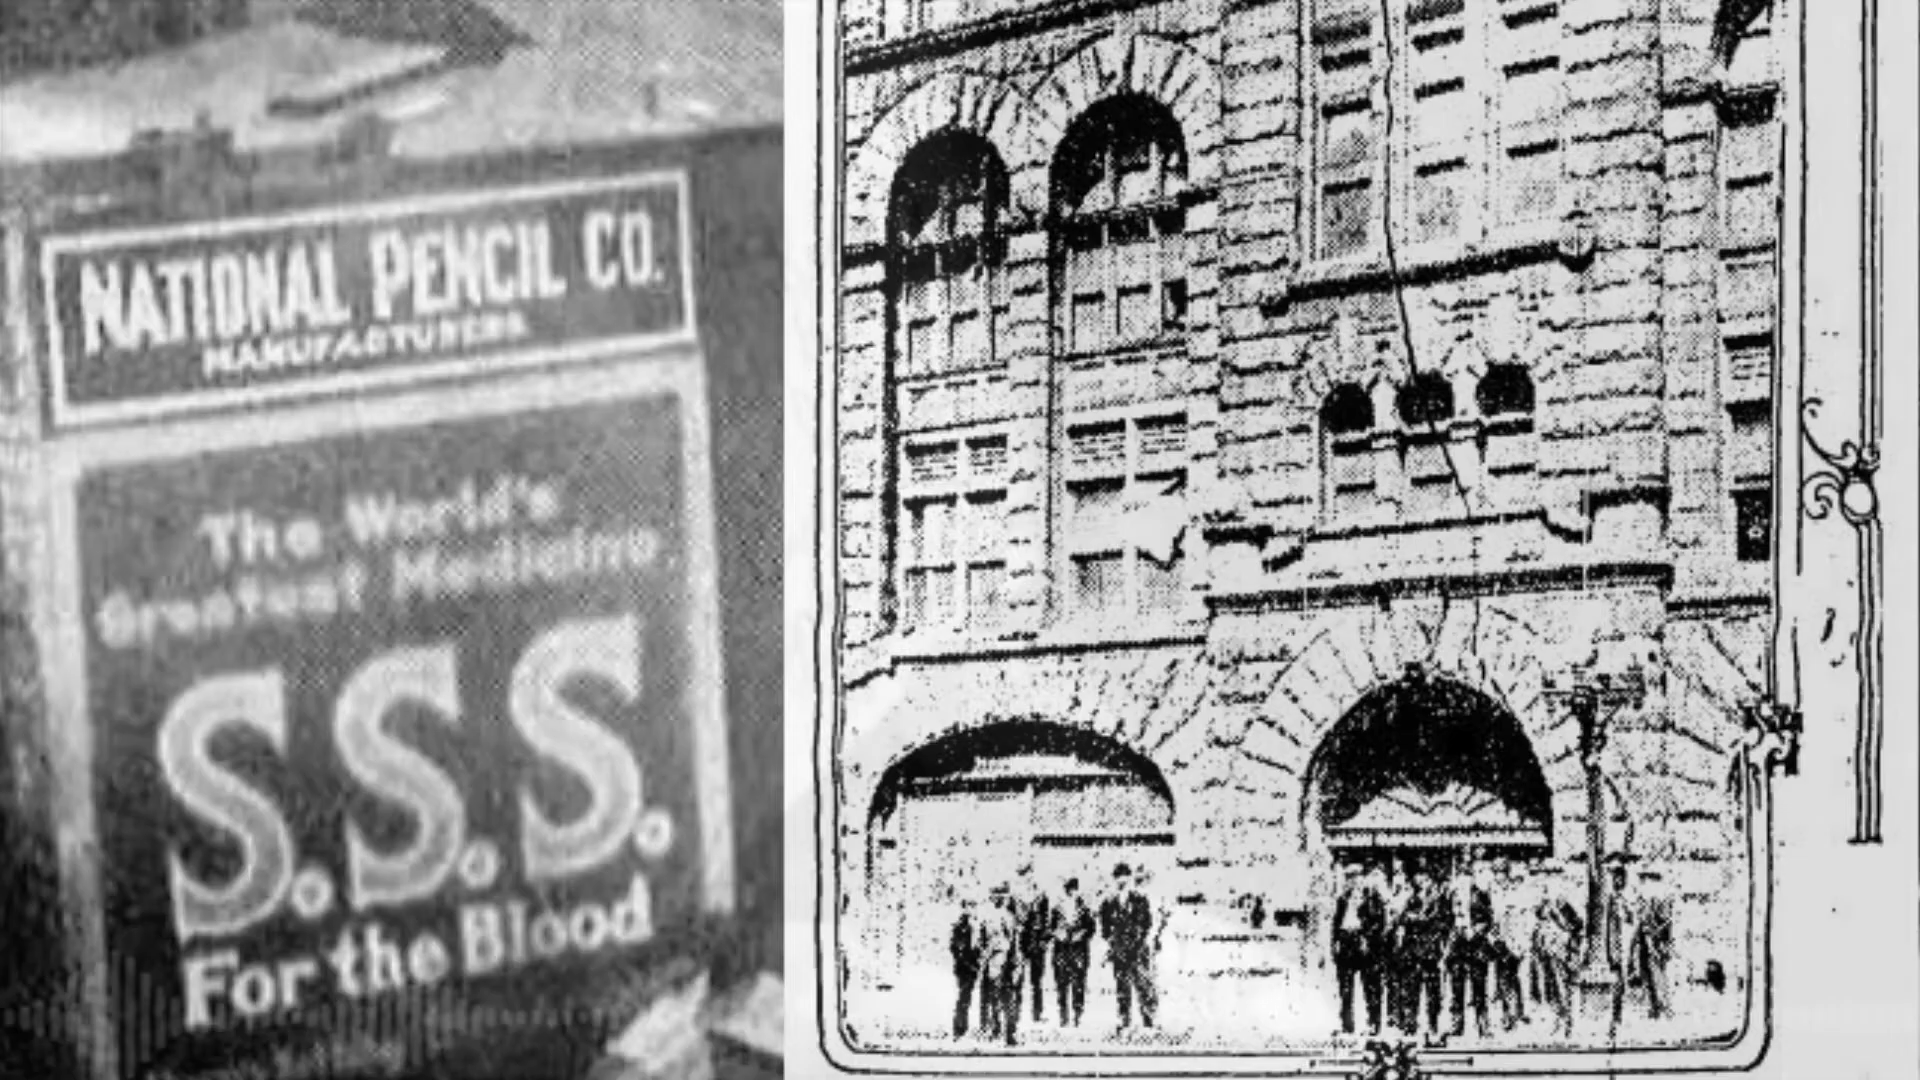 NATIONAL PENCIL CO.
MANUFACTURERS
The World's
Greatest Medicine
S.S.S.
For the Blood